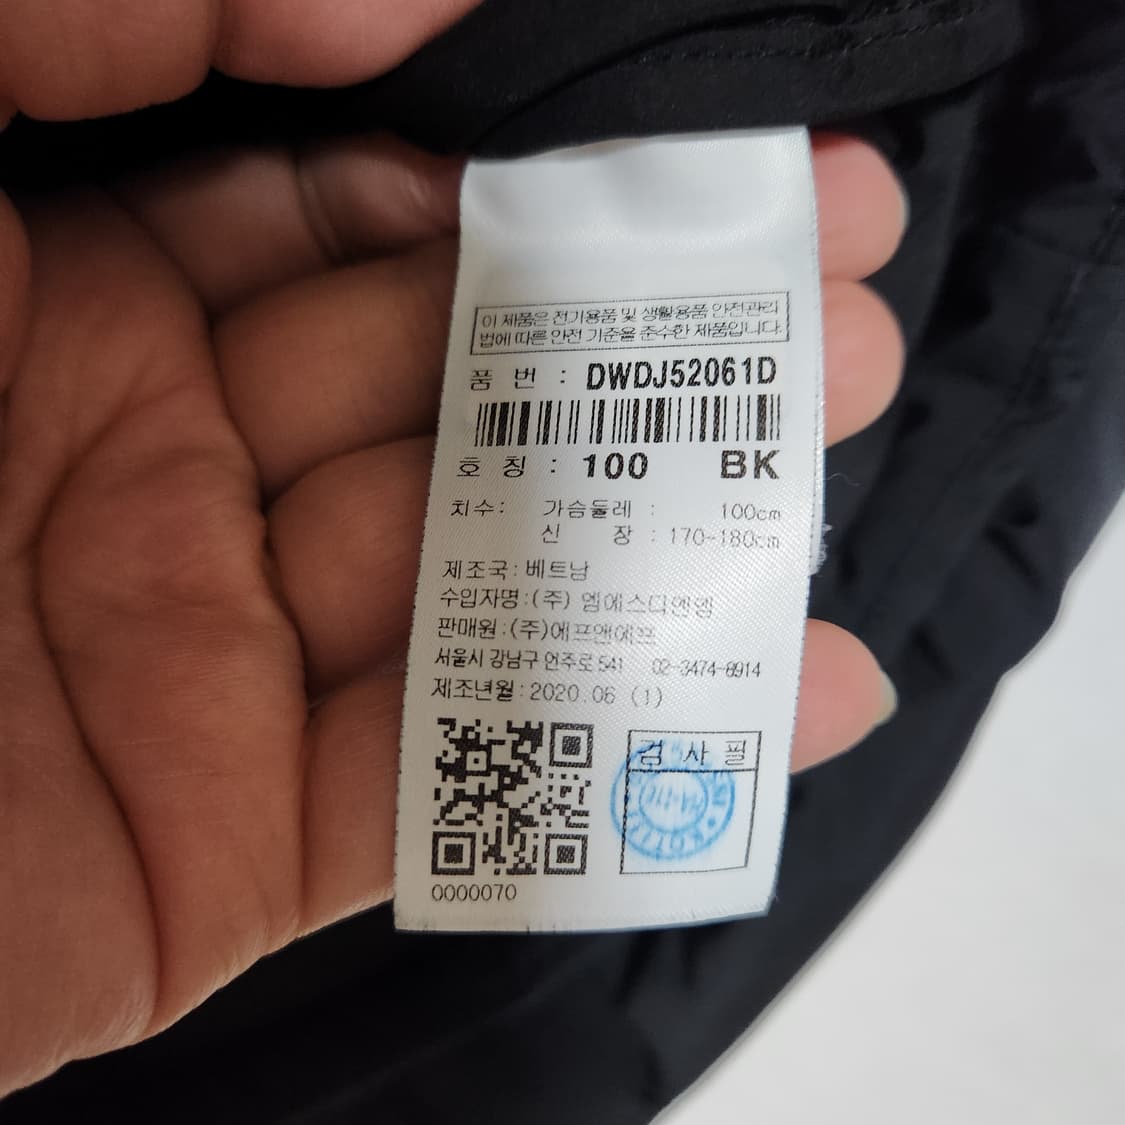 이 제품은 전기용품 및 생활용품 안전관리
법에 따른 안전 기준을 준수한 제품입니다.
품 번 : DWDJ52061D
호 칭 : 100 BK
치수: 가슴둘레 : 100cm
신 장 : 170~180cm
제조국: 베트남
수입자명:(주) 엠에스디앤엠
판매원:(주)에프앤에프
서울시 강남구 언주로 541 02-3474-8914
제조년월: 2020.06 (1)
검 사 필
0000070